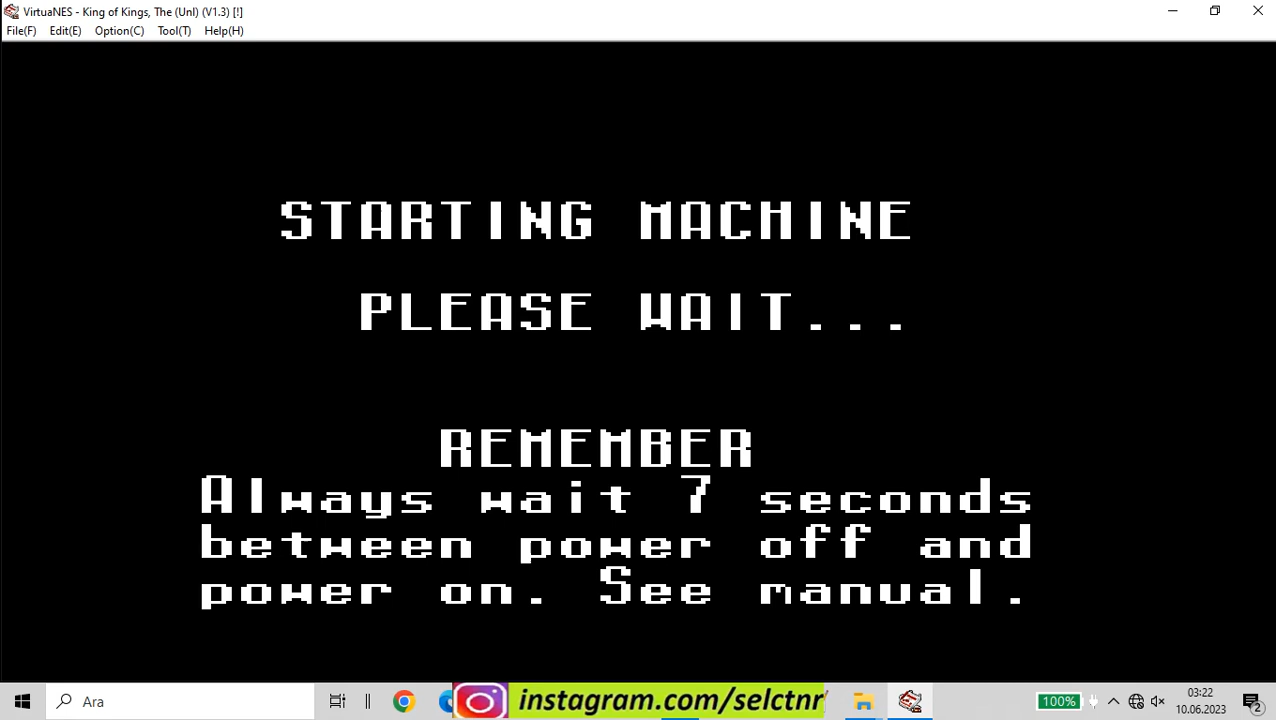 VirtuaNES - King of Kings, The (Unl) (V1.3) [!]
File(F) Edit(E) Option(C) Tool(T) Help(H)
STARTING MACHINE
PLEASE WAIT...
REMEMBER
Always wait 7 seconds
between power off and
power on. See manual.
Ara
instagram.com/selctnr/
100%
03:22
10.06.2023
2